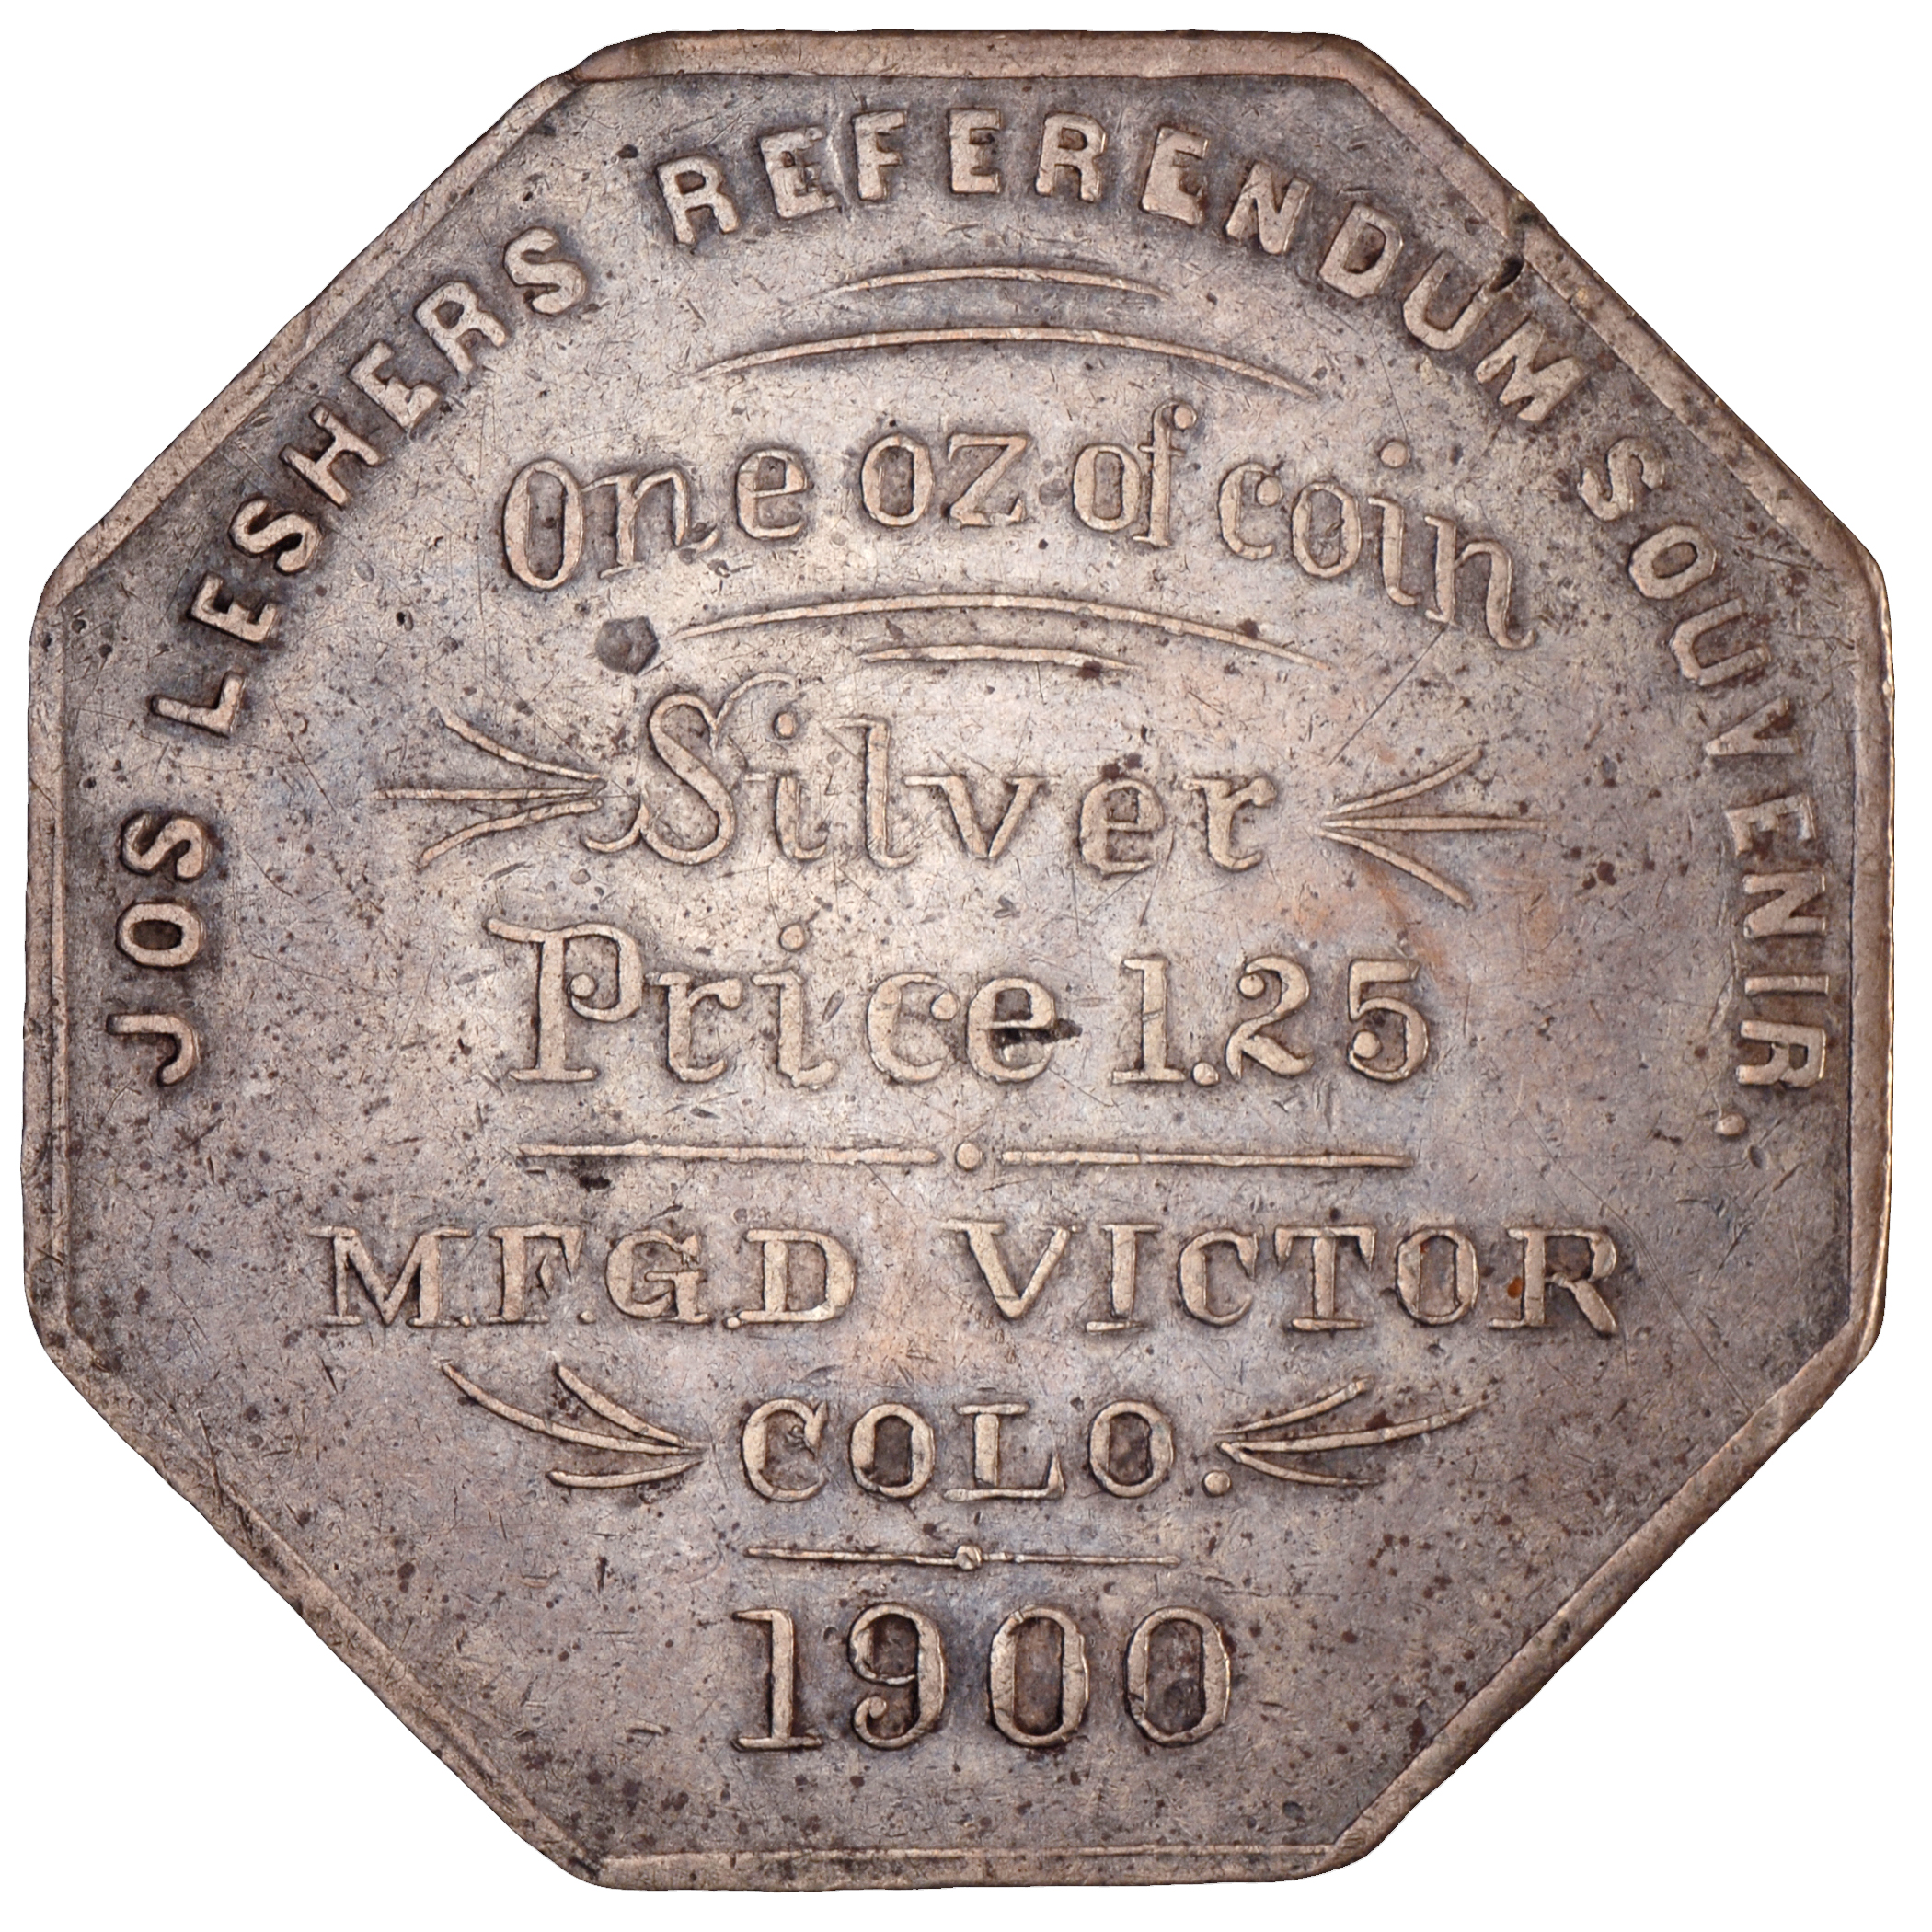 JOS LESHERS REFERENDUM SOUVENIR.
One oz of coin
Silver
Price 1.25
M.F.G.D VICTOR
COLO.
1900